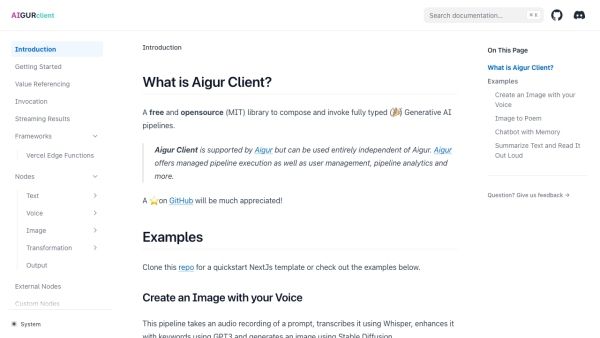 AIGURclient
Search documentation...
⌘ K
Introduction
Getting Started
Value Referencing
Invocation
Streaming Results
Frameworks
Vercel Edge Functions
Nodes
Text
Voice
Image
Transformation
Output
External Nodes
Custom Nodes
System
Introduction
What is Aigur Client?
A free and opensource (MIT) library to compose and invoke fully typed (🎉) Generative AI
pipelines.
Aigur Client is supported by Aigur but can be used entirely independent of Aigur. Aigur
offers managed pipeline execution as well as user management, pipeline analytics and
more.
A ⭐ on GitHub will be much appreciated!
Examples
Clone this repo for a quickstart NextJs template or check out the examples below.
Create an Image with your Voice
This pipeline takes an audio recording of a prompt, transcribes it using Whisper, enhances it
with keywords using GPT3 and generates an image using Stable Diffusion.
On This Page
What is Aigur Client?
Examples
Create an Image with your
Voice
Image to Poem
Chatbot with Memory
Summarize Text and Read It
Out Loud
Question? Give us feedback →